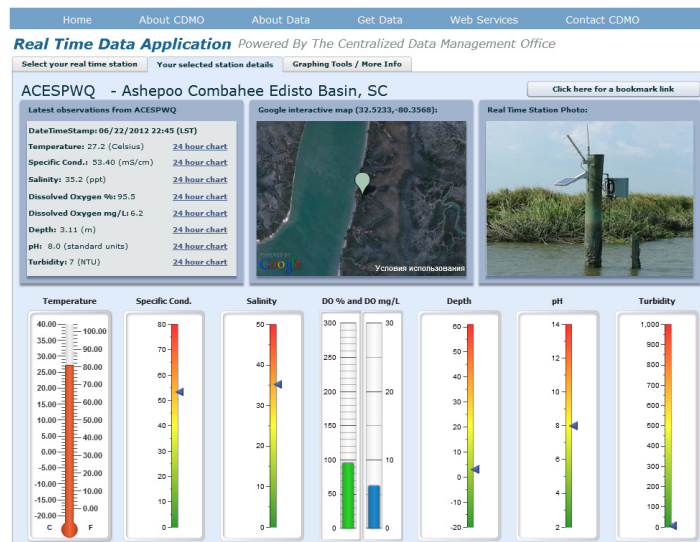 Home About CDMO About Data Get Data Web Services Contact CDMO
Real Time Data Application Powered By The Centralized Data Management Office
Select your real time station Your selected station details Graphing Tools / More Info
ACESPWQ - Ashepoo Combahee Edisto Basin, SC
Click here for a bookmark link
Latest observations from ACESPWQ
DateTimeStamp: 06/22/2012 22:45 (LST)
Temperature: 27.2 (Celsius) 24 hour chart
Specific Cond.: 53.40 (mS/cm) 24 hour chart
Salinity: 35.2 (ppt) 24 hour chart
Dissolved Oxygen %: 95.5 24 hour chart
Dissolved Oxygen mg/L: 6.2 24 hour chart
Depth: 3.11 (m) 24 hour chart
pH: 8.0 (standard units) 24 hour chart
Turbidity: 7 (NTU) 24 hour chart
Google interactive map (32.5233,-80.3568):
POWERED BY
Google
Условия использования
Real Time Station Photo:
Temperature
40.00
35.00
30.00
25.00
20.00
15.00
10.00
5.00
0.00
-5.00
-10.00
-15.00
-20.00
C
100.00
90.00
80.00
70.00
60.00
50.00
40.00
30.00
20.00
10.00
0.00
F
Specific Cond.
80
70
60
50
40
30
20
10
0
Salinity
50
40
30
20
10
0
DO % and DO mg/L
300
250
200
150
100
50
0
30
20
10
0
Depth
60
50
40
30
20
10
0
-10
-20
pH
14
12
10
8
6
4
2
Turbidity
1,000
900
800
700
600
500
400
300
200
100
0